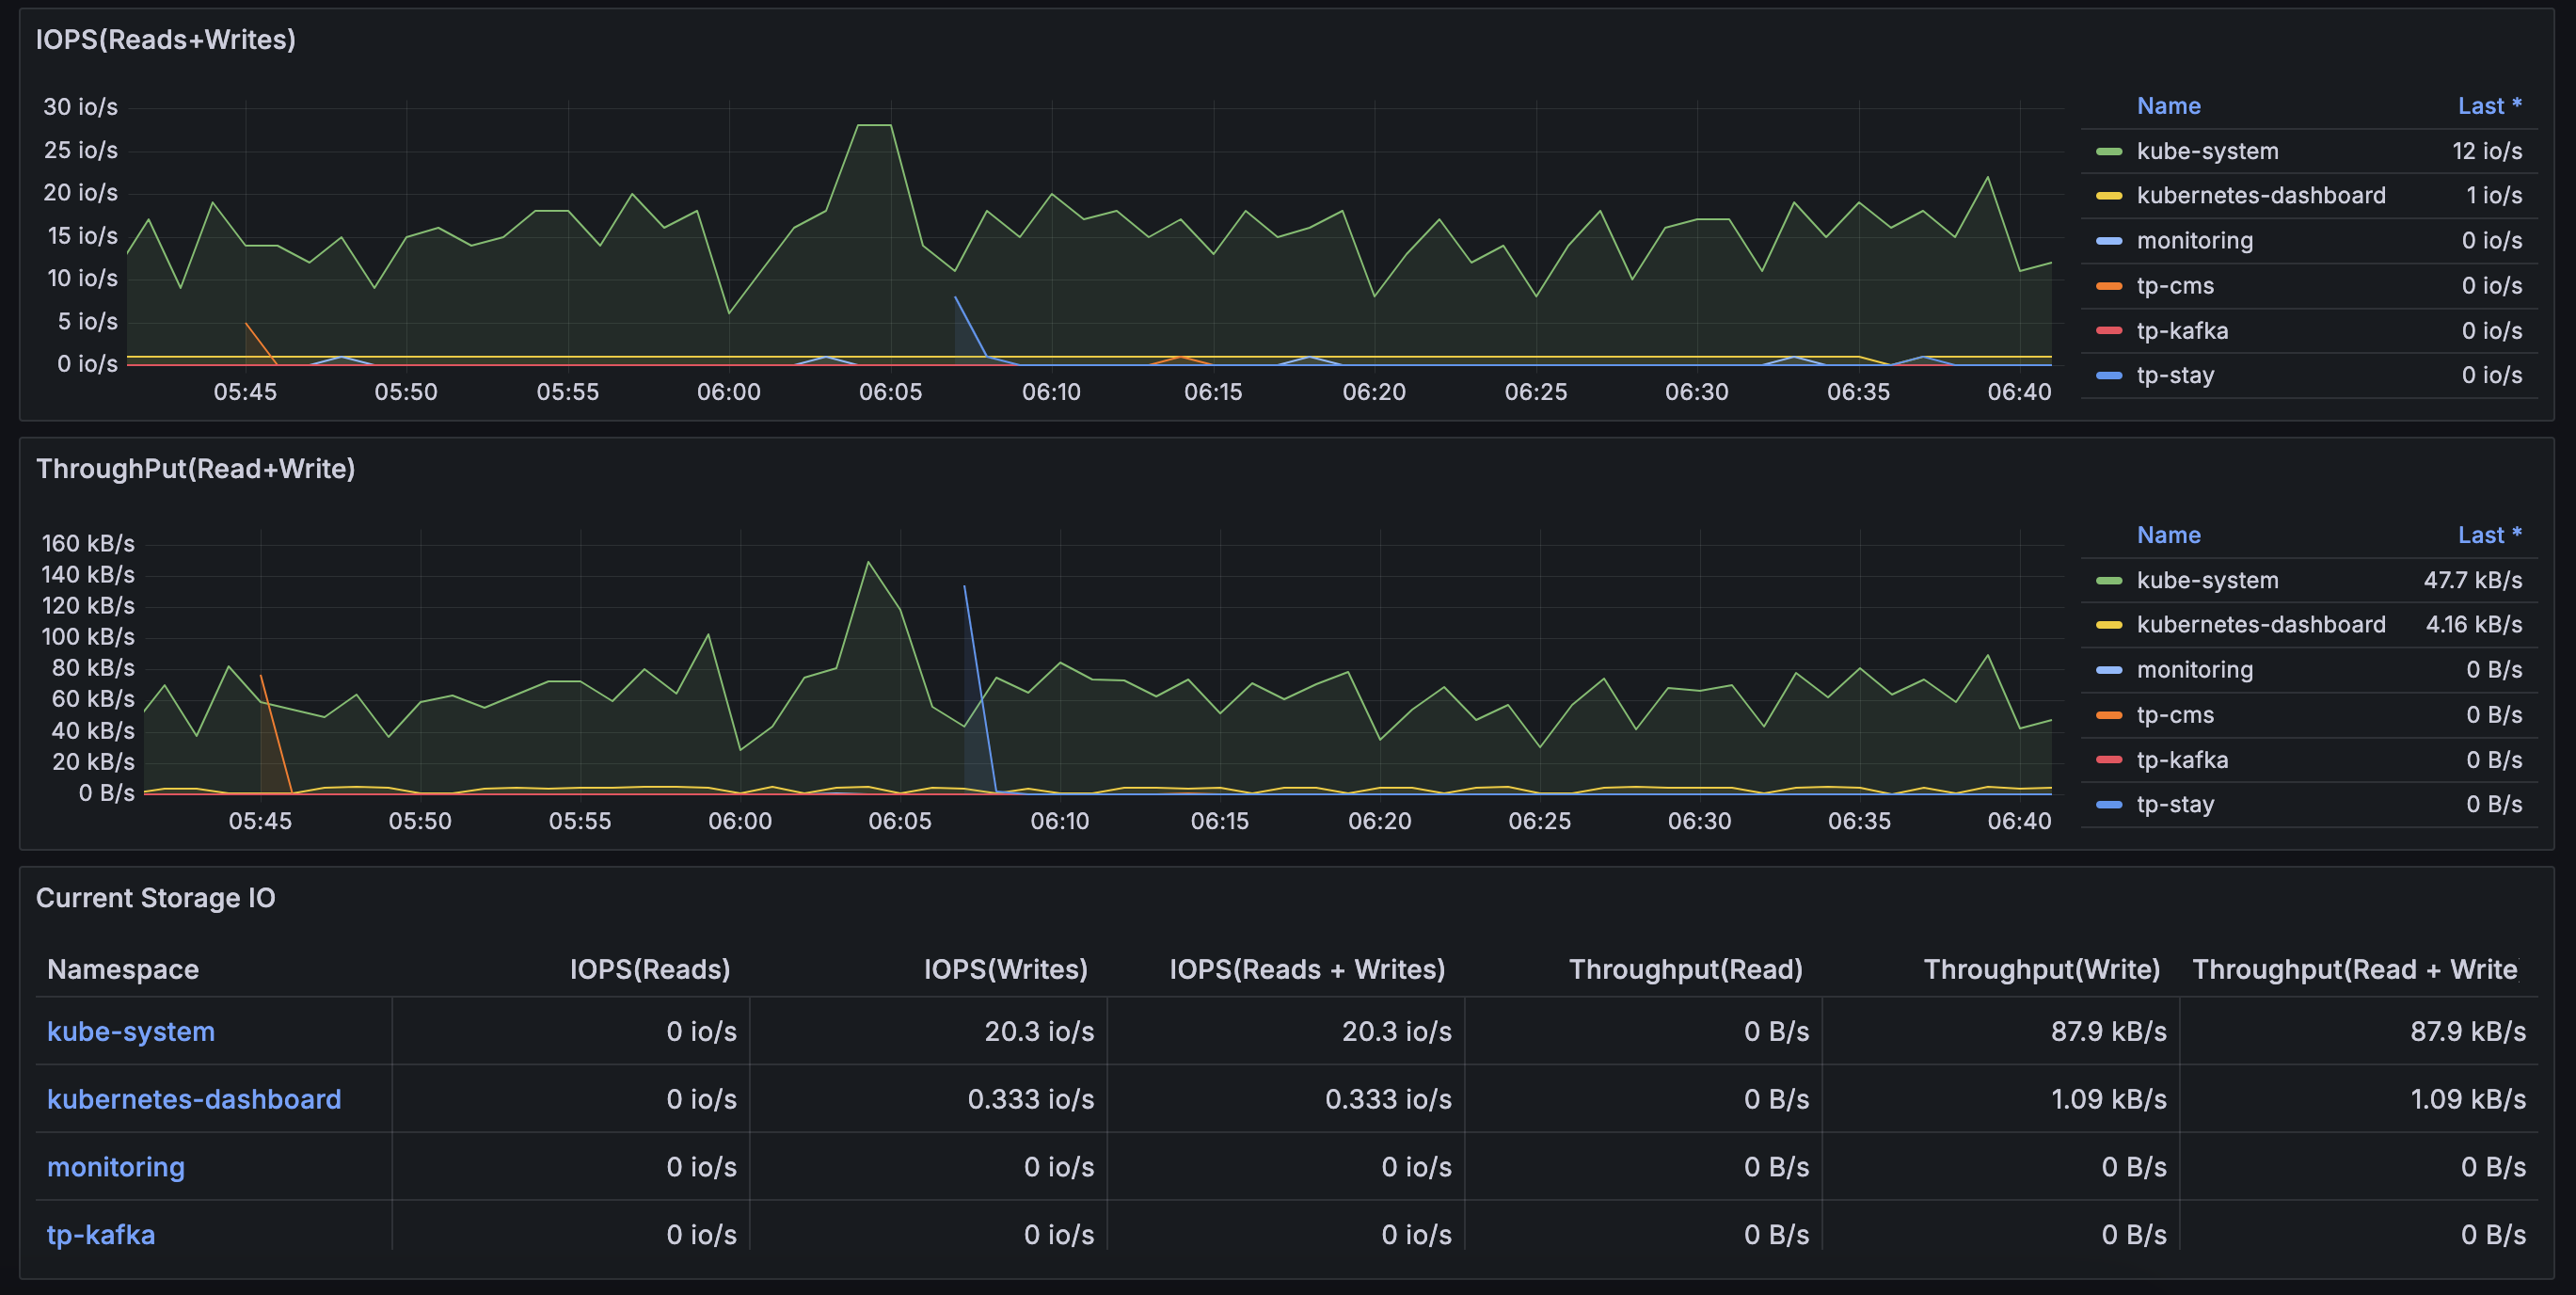 IOPS(Reads+Writes)
30 io/s
25 io/s
20 io/s
15 io/s
10 io/s
5 io/s
0 io/s
05:45 05:50 05:55 06:00 06:05 06:10 06:15 06:20 06:25 06:30 06:35 06:40
Name Last *
kube-system 12 io/s
kubernetes-dashboard 1 io/s
monitoring 0 io/s
tp-cms 0 io/s
tp-kafka 0 io/s
tp-stay 0 io/s
ThroughPut(Read+Write)
160 kB/s
140 kB/s
120 kB/s
100 kB/s
80 kB/s
60 kB/s
40 kB/s
20 kB/s
0 B/s
05:45 05:50 05:55 06:00 06:05 06:10 06:15 06:20 06:25 06:30 06:35 06:40
Name Last *
kube-system 47.7 kB/s
kubernetes-dashboard 4.16 kB/s
monitoring 0 B/s
tp-cms 0 B/s
tp-kafka 0 B/s
tp-stay 0 B/s
Current Storage IO
Namespace IOPS(Reads) IOPS(Writes) IOPS(Reads + Writes) Throughput(Read) Throughput(Write) Throughput(Read + Write
kube-system 0 io/s 20.3 io/s 20.3 io/s 0 B/s 87.9 kB/s 87.9 kB/s
kubernetes-dashboard 0 io/s 0.333 io/s 0.333 io/s 0 B/s 1.09 kB/s 1.09 kB/s
monitoring 0 io/s 0 io/s 0 io/s 0 B/s 0 B/s 0 B/s
tp-kafka 0 io/s 0 io/s 0 io/s 0 B/s 0 B/s 0 B/s